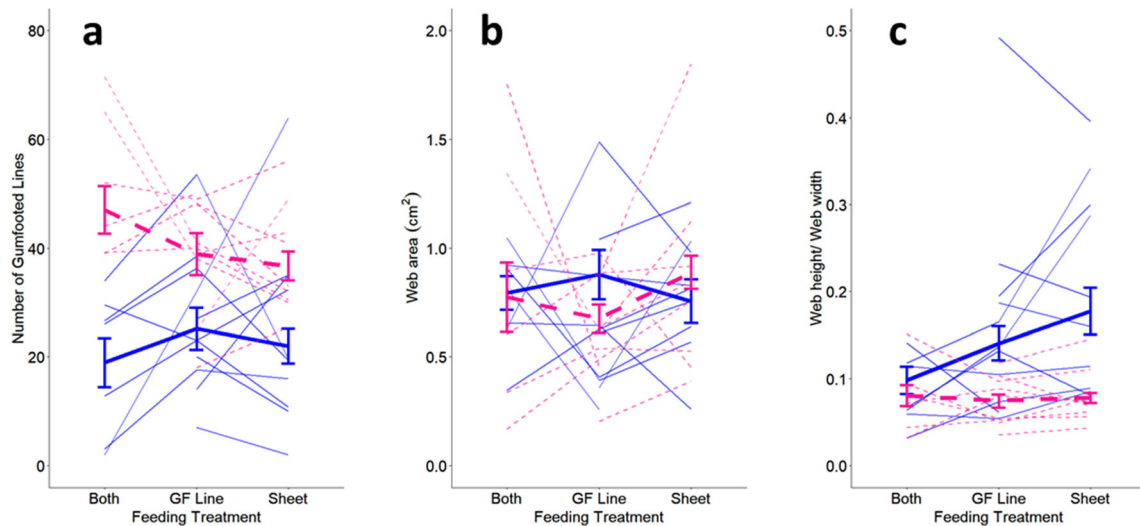 a
80
60
40
20
0
Number of Gumfooted Lines
Both GF Line Sheet
Feeding Treatment
b
2.0
1.5
1.0
0.5
0.0
Web area (cm²)
Both GF Line Sheet
Feeding Treatment
c
0.5
0.4
0.3
0.2
0.1
0.0
Web height/ Web width
Both GF Line Sheet
Feeding Treatment